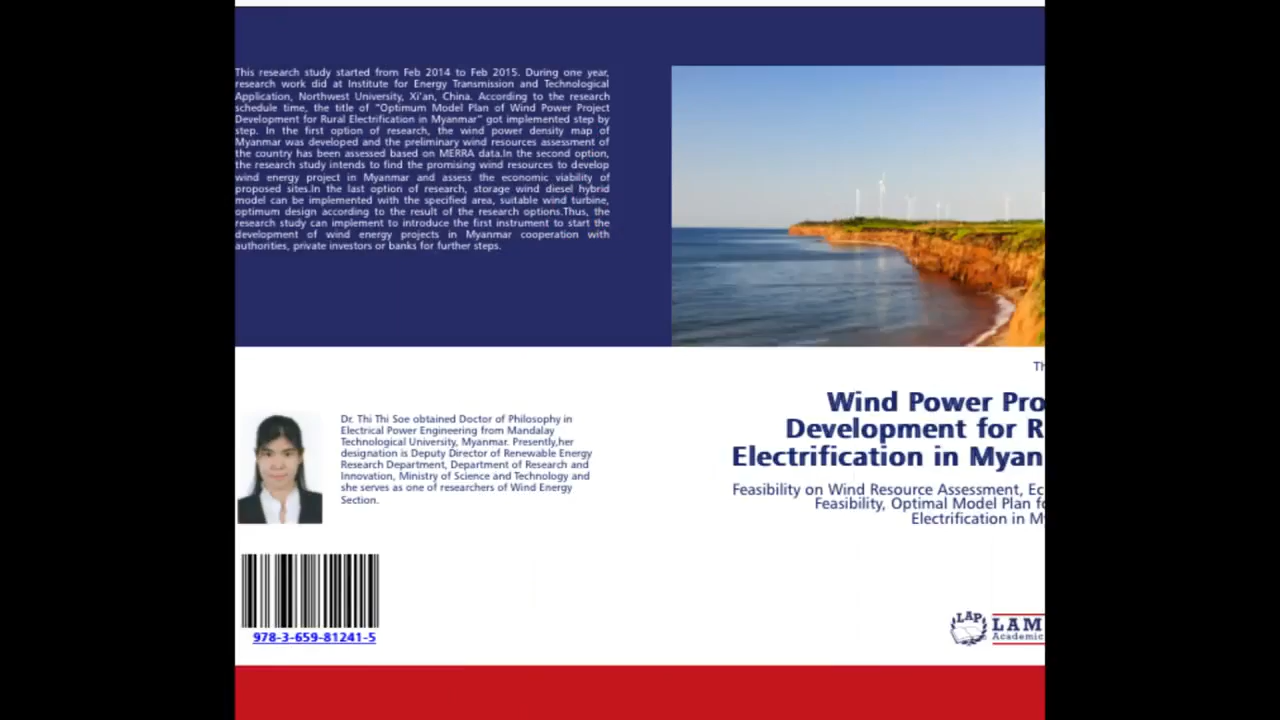 This research study started from Feb 2014 to Feb 2015. During one year,
research work did at Institute for Energy Transmission and Technological
Application, Northwest University, Xi'an, China. According to the research
schedule time, the title of "Optimum Model Plan of Wind Power Project
Development for Rural Electrification in Myanmar" got implemented step by
step. In the first option of research, the wind power density map of
Myanmar was developed and the preliminary wind resources assessment of
the country has been assessed based on MERRA data.In the second option,
the research study intends to find the promising wind resources to develop
wind energy project in Myanmar and assess the economic viability of
proposed sites.In the last option of research, storage wind diesel hybrid
model can be implemented with the specified area, suitable wind turbine,
optimum design according to the result of the research options.Thus, the
research study can implement to introduce the first instrument to start the
development of wind energy projects in Myanmar cooperation with
authorities, private investors or banks for further steps.
Th
Wind Power Pro
Development for R
Electrification in Myan
Feasibility on Wind Resource Assessment, Ec
Feasibility, Optimal Model Plan fo
Electrification in M
Dr. Thi Thi Soe obtained Doctor of Philosophy in
Electrical Power Engineering from Mandalay
Technological University, Myanmar. Presently,her
designation is Deputy Director of Renewable Energy
Research Department, Department of Research and
Innovation, Ministry of Science and Technology and
she serves as one of researchers of Wind Energy
Section.
978-3-659-81241-5
LAP
LAM
Academic